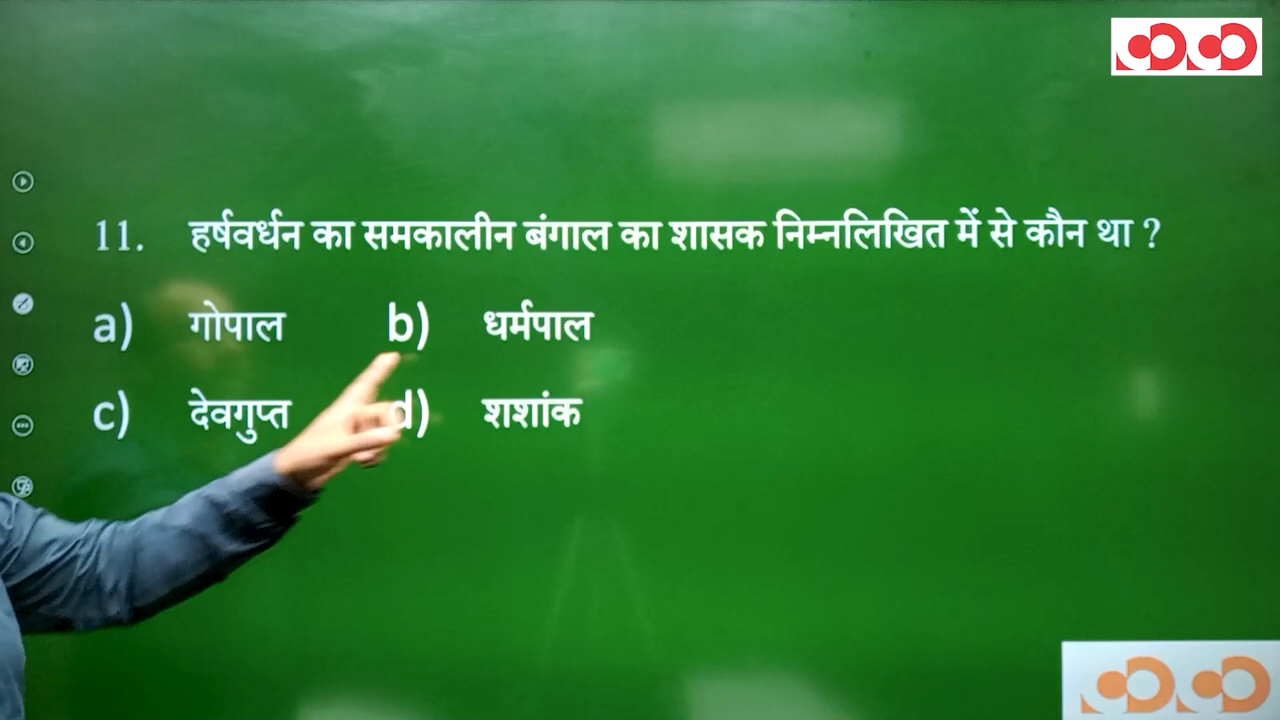 11. हर्षवर्धन का समकालीन बंगाल का शासक निम्नलिखित में से कौन था ?
a) गोपाल b) धर्मपाल
c) देवगुप्त d) शशांक